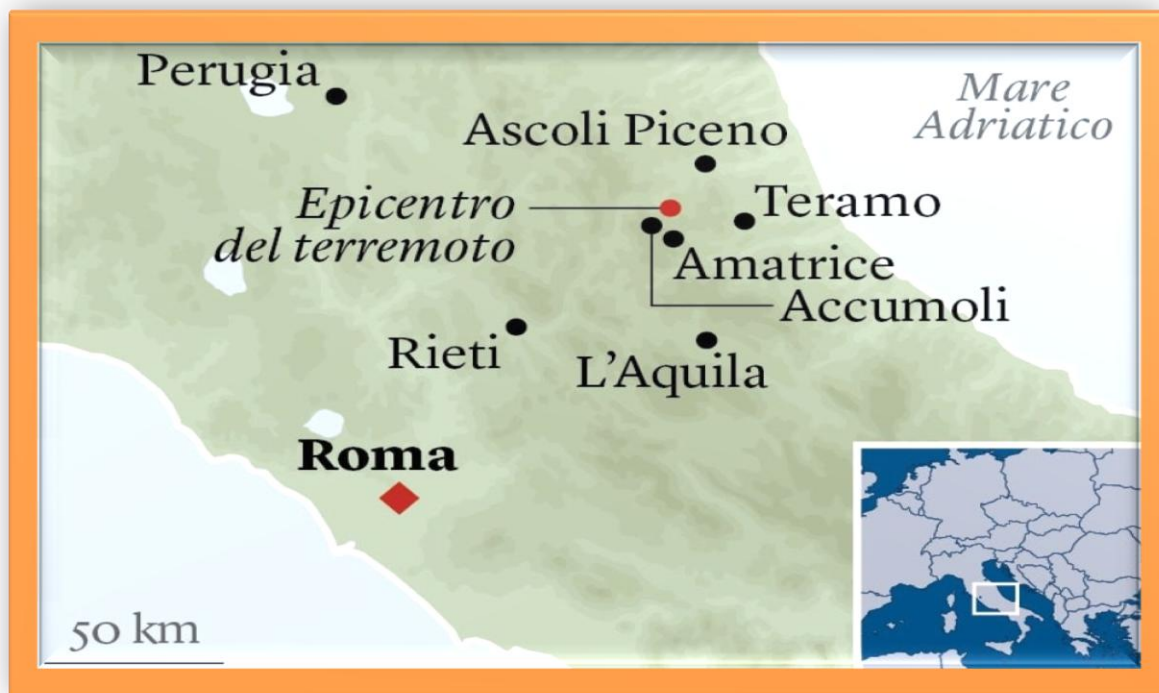 Perugia
Mare
Adriatico
Ascoli Piceno
Epicentro
del terremoto
Teramo
Amatrice
Accumoli
Rieti
L’Aquila
Roma
50 km